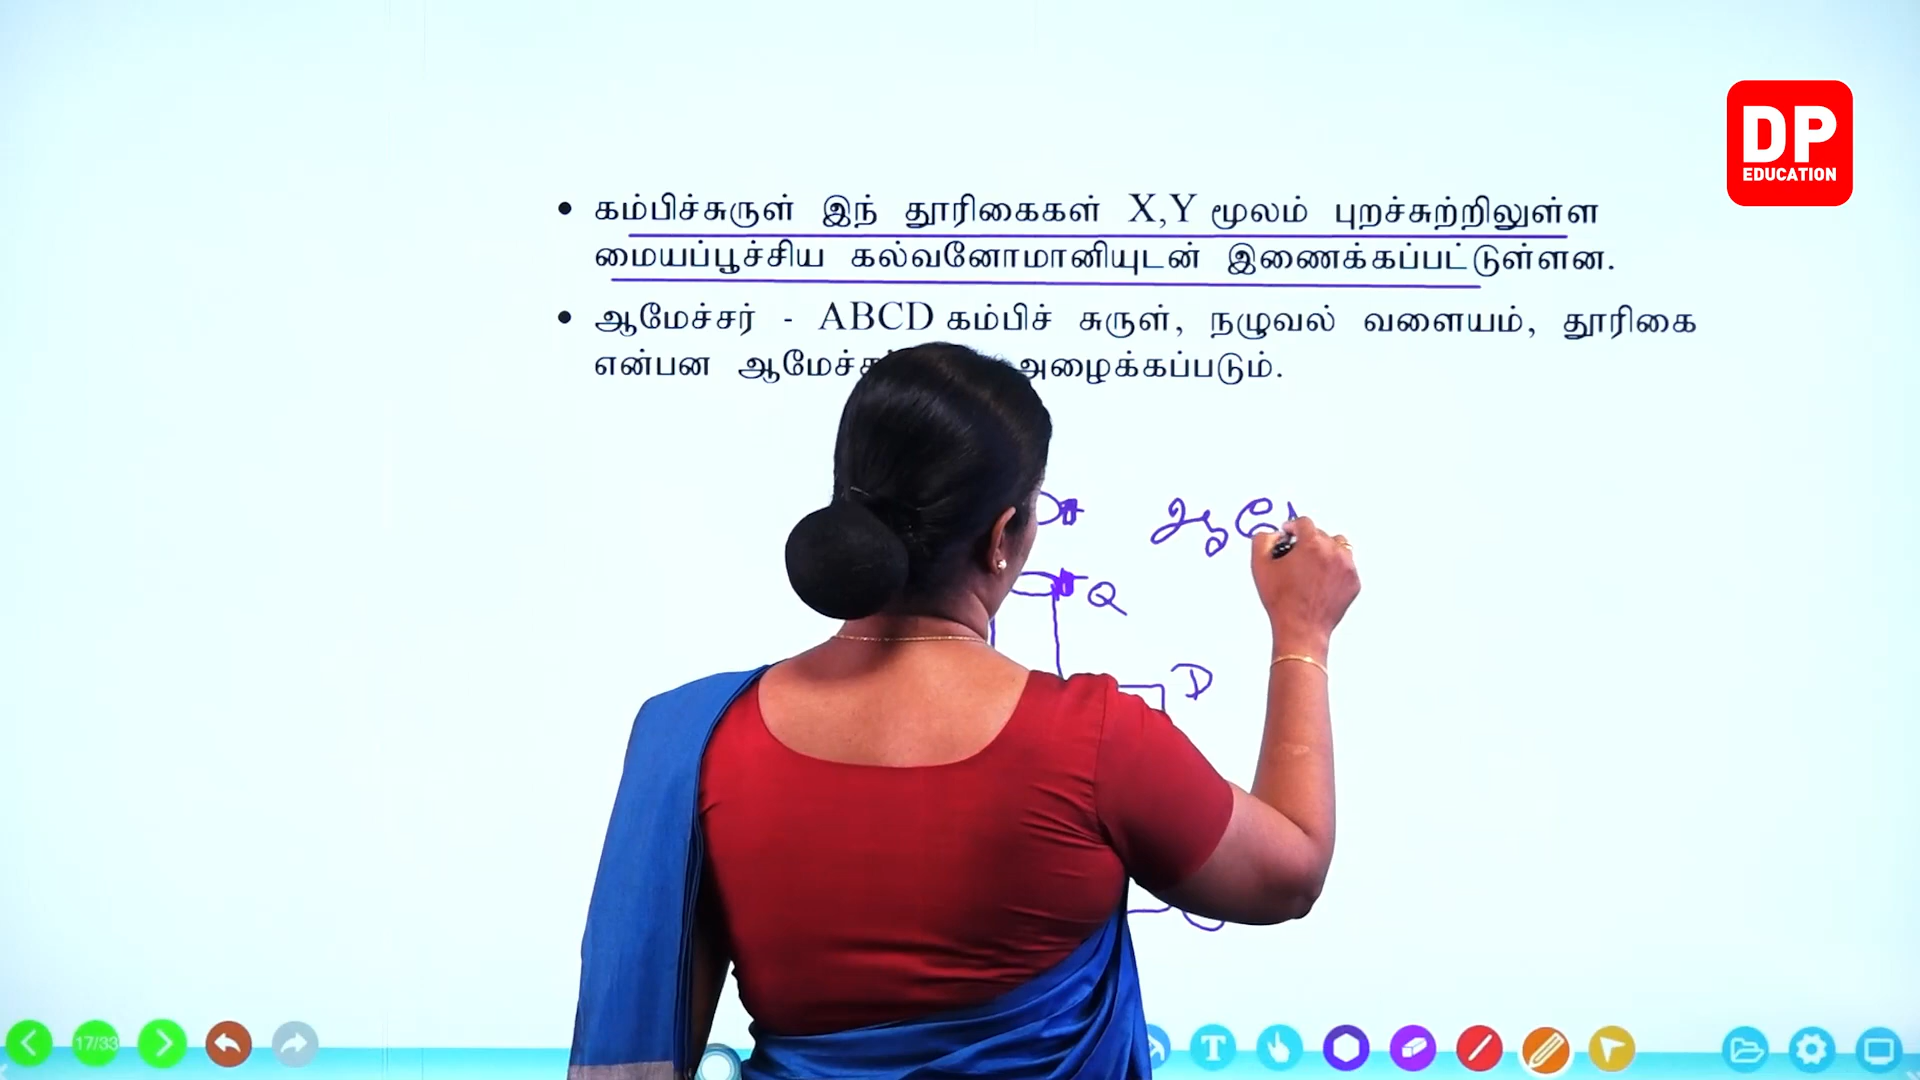 DP
EDUCATION
கம்பிச்சுருள் இந் தூரிகைகள் X,Y மூலம் புறச்சுற்றிலுள்ள
மையப்பூச்சிய கல்வனோமானியுடன் இணைக்கப்பட்டுள்ளன.
ஆமேச்சர் - ABCD கம்பிச் சுருள், நழுவல் வளையம், தூரிகை
என்பன அழைக்கப்படும்.
Q
D
17/33
T